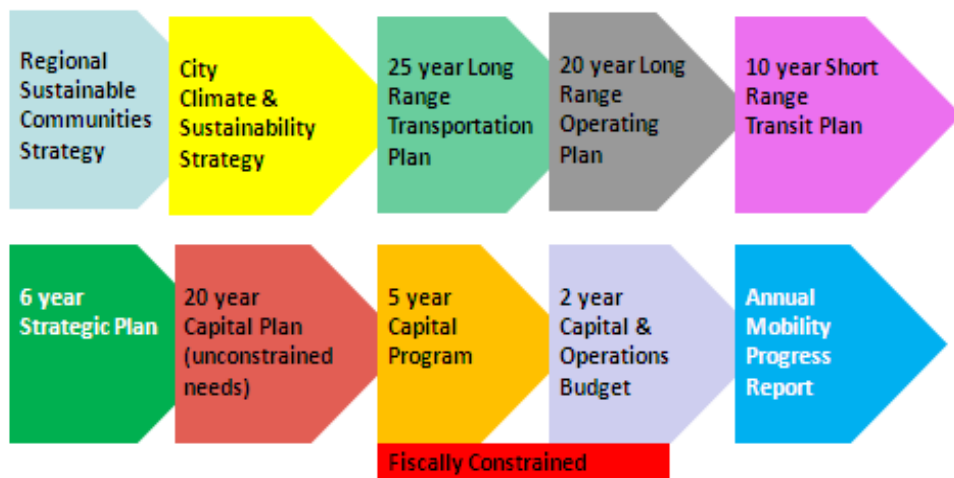 Regional
Sustainable
Communities
Strategy
City
Climate &
Sustainability
Strategy
25 year Long
Range
Transportation
Plan
20 year Long
Range
Operating
Plan
10 year Short
Range
Transit Plan
6 year
Strategic Plan
20 year
Capital Plan
(unconstrained
needs)
5 year
Capital
Program
2 year
Capital &
Operations
Budget
Annual
Mobility
Progress
Report
Fiscally Constrained